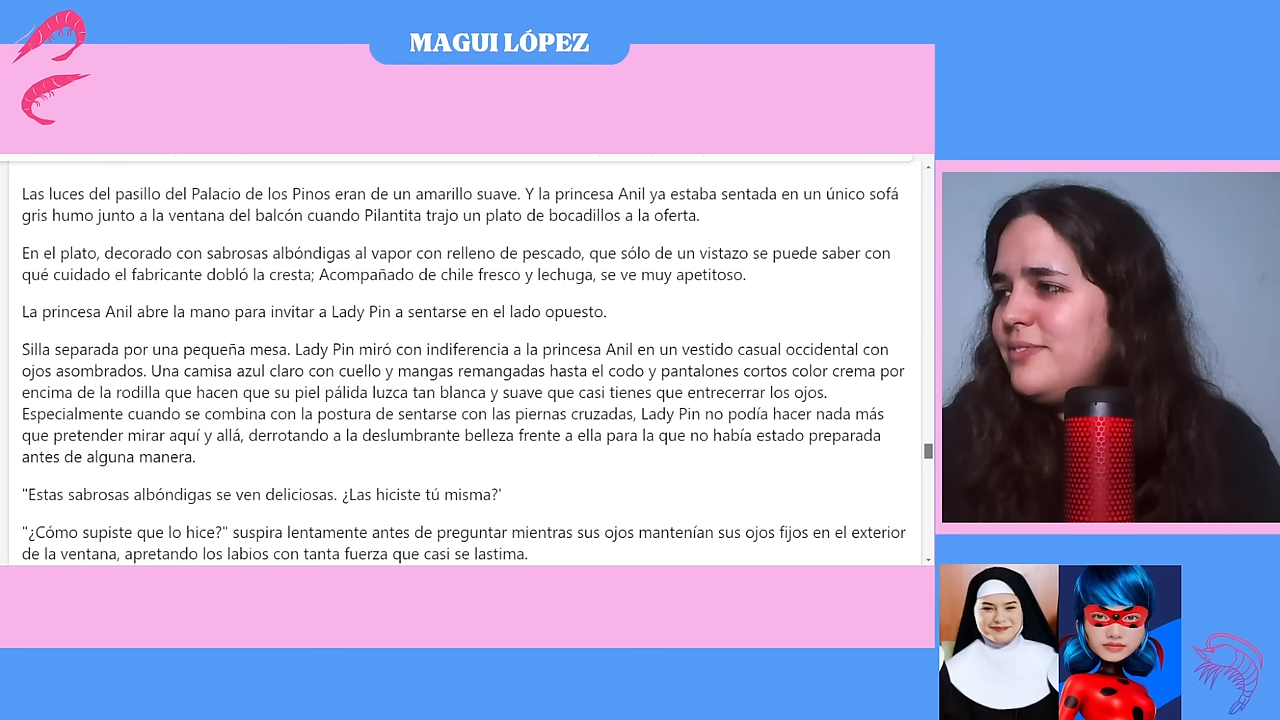 MAGUI LÓPEZ
Las luces del pasillo del Palacio de los Pinos eran de un amarillo suave. Y la princesa Anil ya estaba sentada en un único sofá
gris humo junto a la ventana del balcón cuando Pilantita trajo un plato de bocadillos a la oferta.
En el plato, decorado con sabrosas albóndigas al vapor con relleno de pescado, que sólo de un vistazo se puede saber con
qué cuidado el fabricante dobló la cresta; Acompañado de chile fresco y lechuga, se ve muy apetitoso.
La princesa Anil abre la mano para invitar a Lady Pin a sentarse en el lado opuesto.
Silla separada por una pequeña mesa. Lady Pin miró con indiferencia a la princesa Anil en un vestido casual occidental con
ojos asombrados. Una camisa azul claro con cuello y mangas remangadas hasta el codo y pantalones cortos color crema por
encima de la rodilla que hacen que su piel pálida luzca tan blanca y suave que casi tienes que entrecerrar los ojos.
Especialmente cuando se combina con la postura de sentarse con las piernas cruzadas, Lady Pin no podía hacer nada más
que pretender mirar aquí y allá, derrotando a la deslumbrante belleza frente a ella para la que no había estado preparada
antes de alguna manera.
"Estas sabrosas albóndigas se ven deliciosas. ¿Las hiciste tú misma?'
"¿Cómo supiste que lo hice?" suspira lentamente antes de preguntar mientras sus ojos mantenían sus ojos fijos en el exterior
de la ventana, apretando los labios con tanta fuerza que casi se lastima.